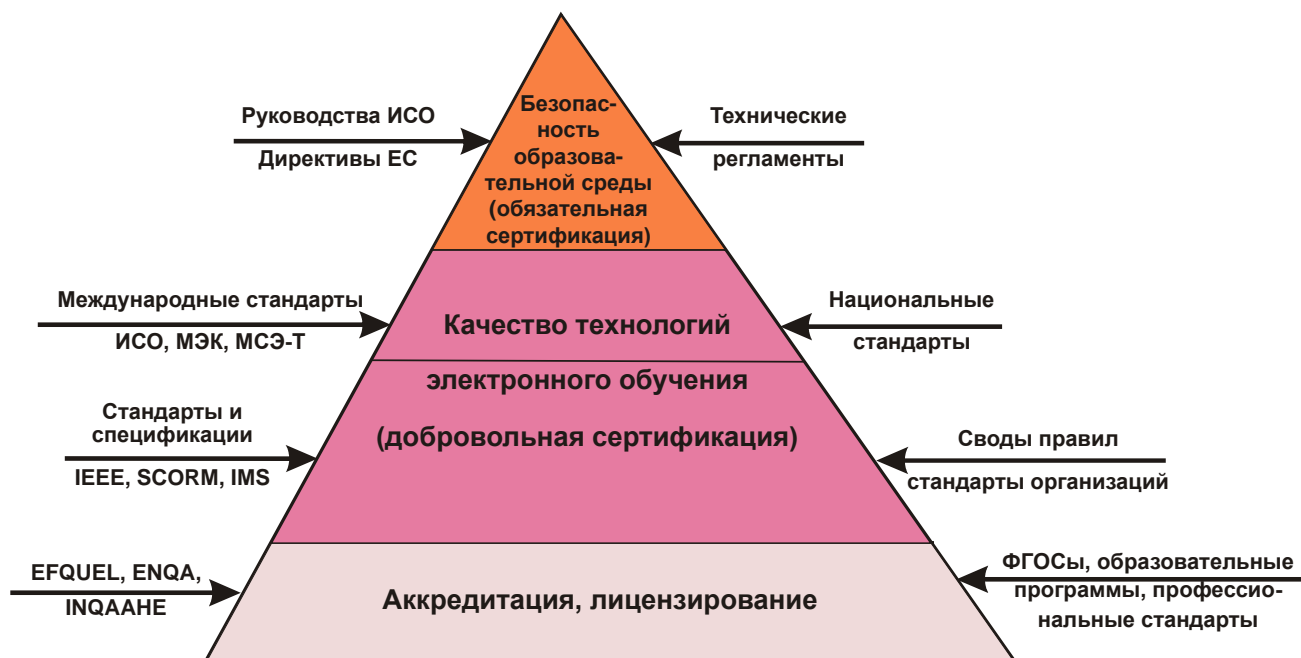 Руководства ИСО
Директивы ЕС
Безопас-
ность
образова-
тельной среды
(обязательная
сертификация)
Технические
регламенты
Международные стандарты
ИСО, МЭК, МСЭ-Т
Качество технологий
Национальные
стандарты
электронного обучения
(добровольная сертификация)
Стандарты и
спецификации
IEEE, SCORM, IMS
Своды правил
стандарты организаций
EFQUEL, ENQA,
INQAAHE
Аккредитация, лицензирование
ФГОСы, образовательные
программы, профессио-
нальные стандарты